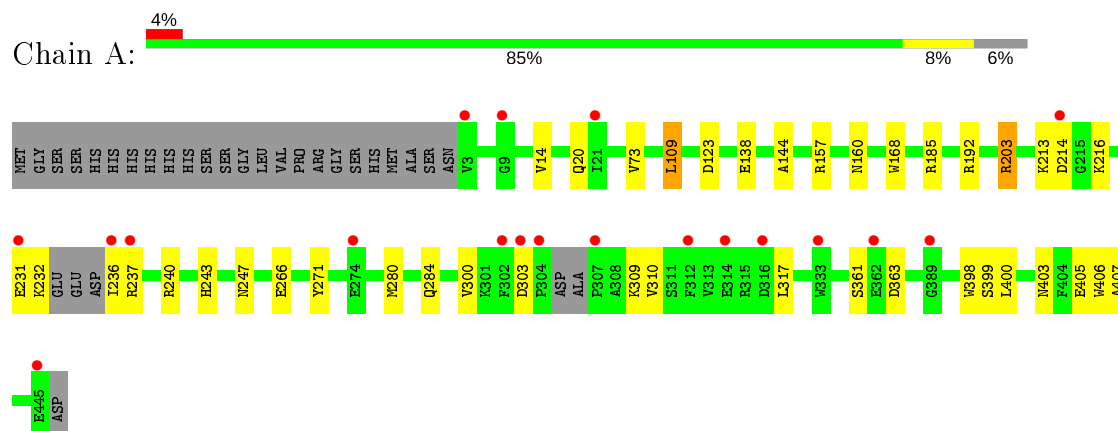 4%
Chain A:
85% 8% 6%
MET GLY SER SER HIS HIS HIS HIS HIS HIS SER SER GLY LEU VAL PRO ARG GLY SER HIS MET ALA SER ASN V3 G9 V14 Q20 I21 V73 L109 D123 E138 A144 R157 N160 W168 R185 R192 R203 K213 D214 G215 K216
E231 K232 GLU GLU ASP I236 R237 R240 H243 N247 E266 Y271 E274 M280 Q284 V300 K301 F302 D303 P304 ASP ALA P307 A308 K309 V310 S311 F312 V313 E314 R315 D316 L317 W333 S361 E362 D363 G389 W398 S399 L400 N403 F404 E405 W406 A407
E445 ASP